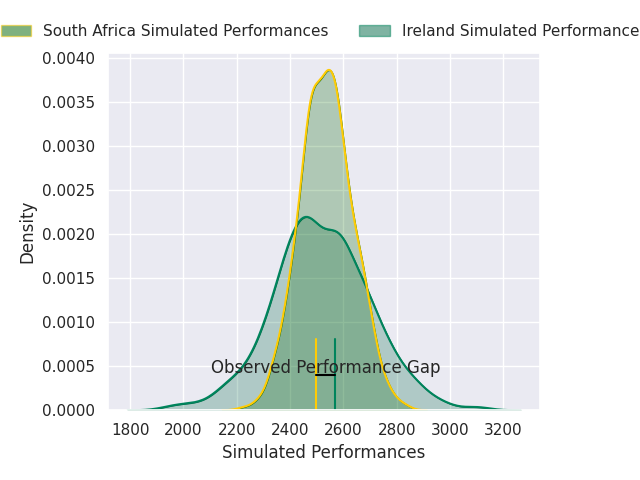 South Africa Simulated Performances
Ireland Simulated Performance
0.0040
0.0035
0.0030
0.0025
0.0020
0.0015
0.0010
0.0005
0.0000
Density
Observed Performance Gap
1800 2000 2200 2400 2600 2800 3000 3200
Simulated Performances